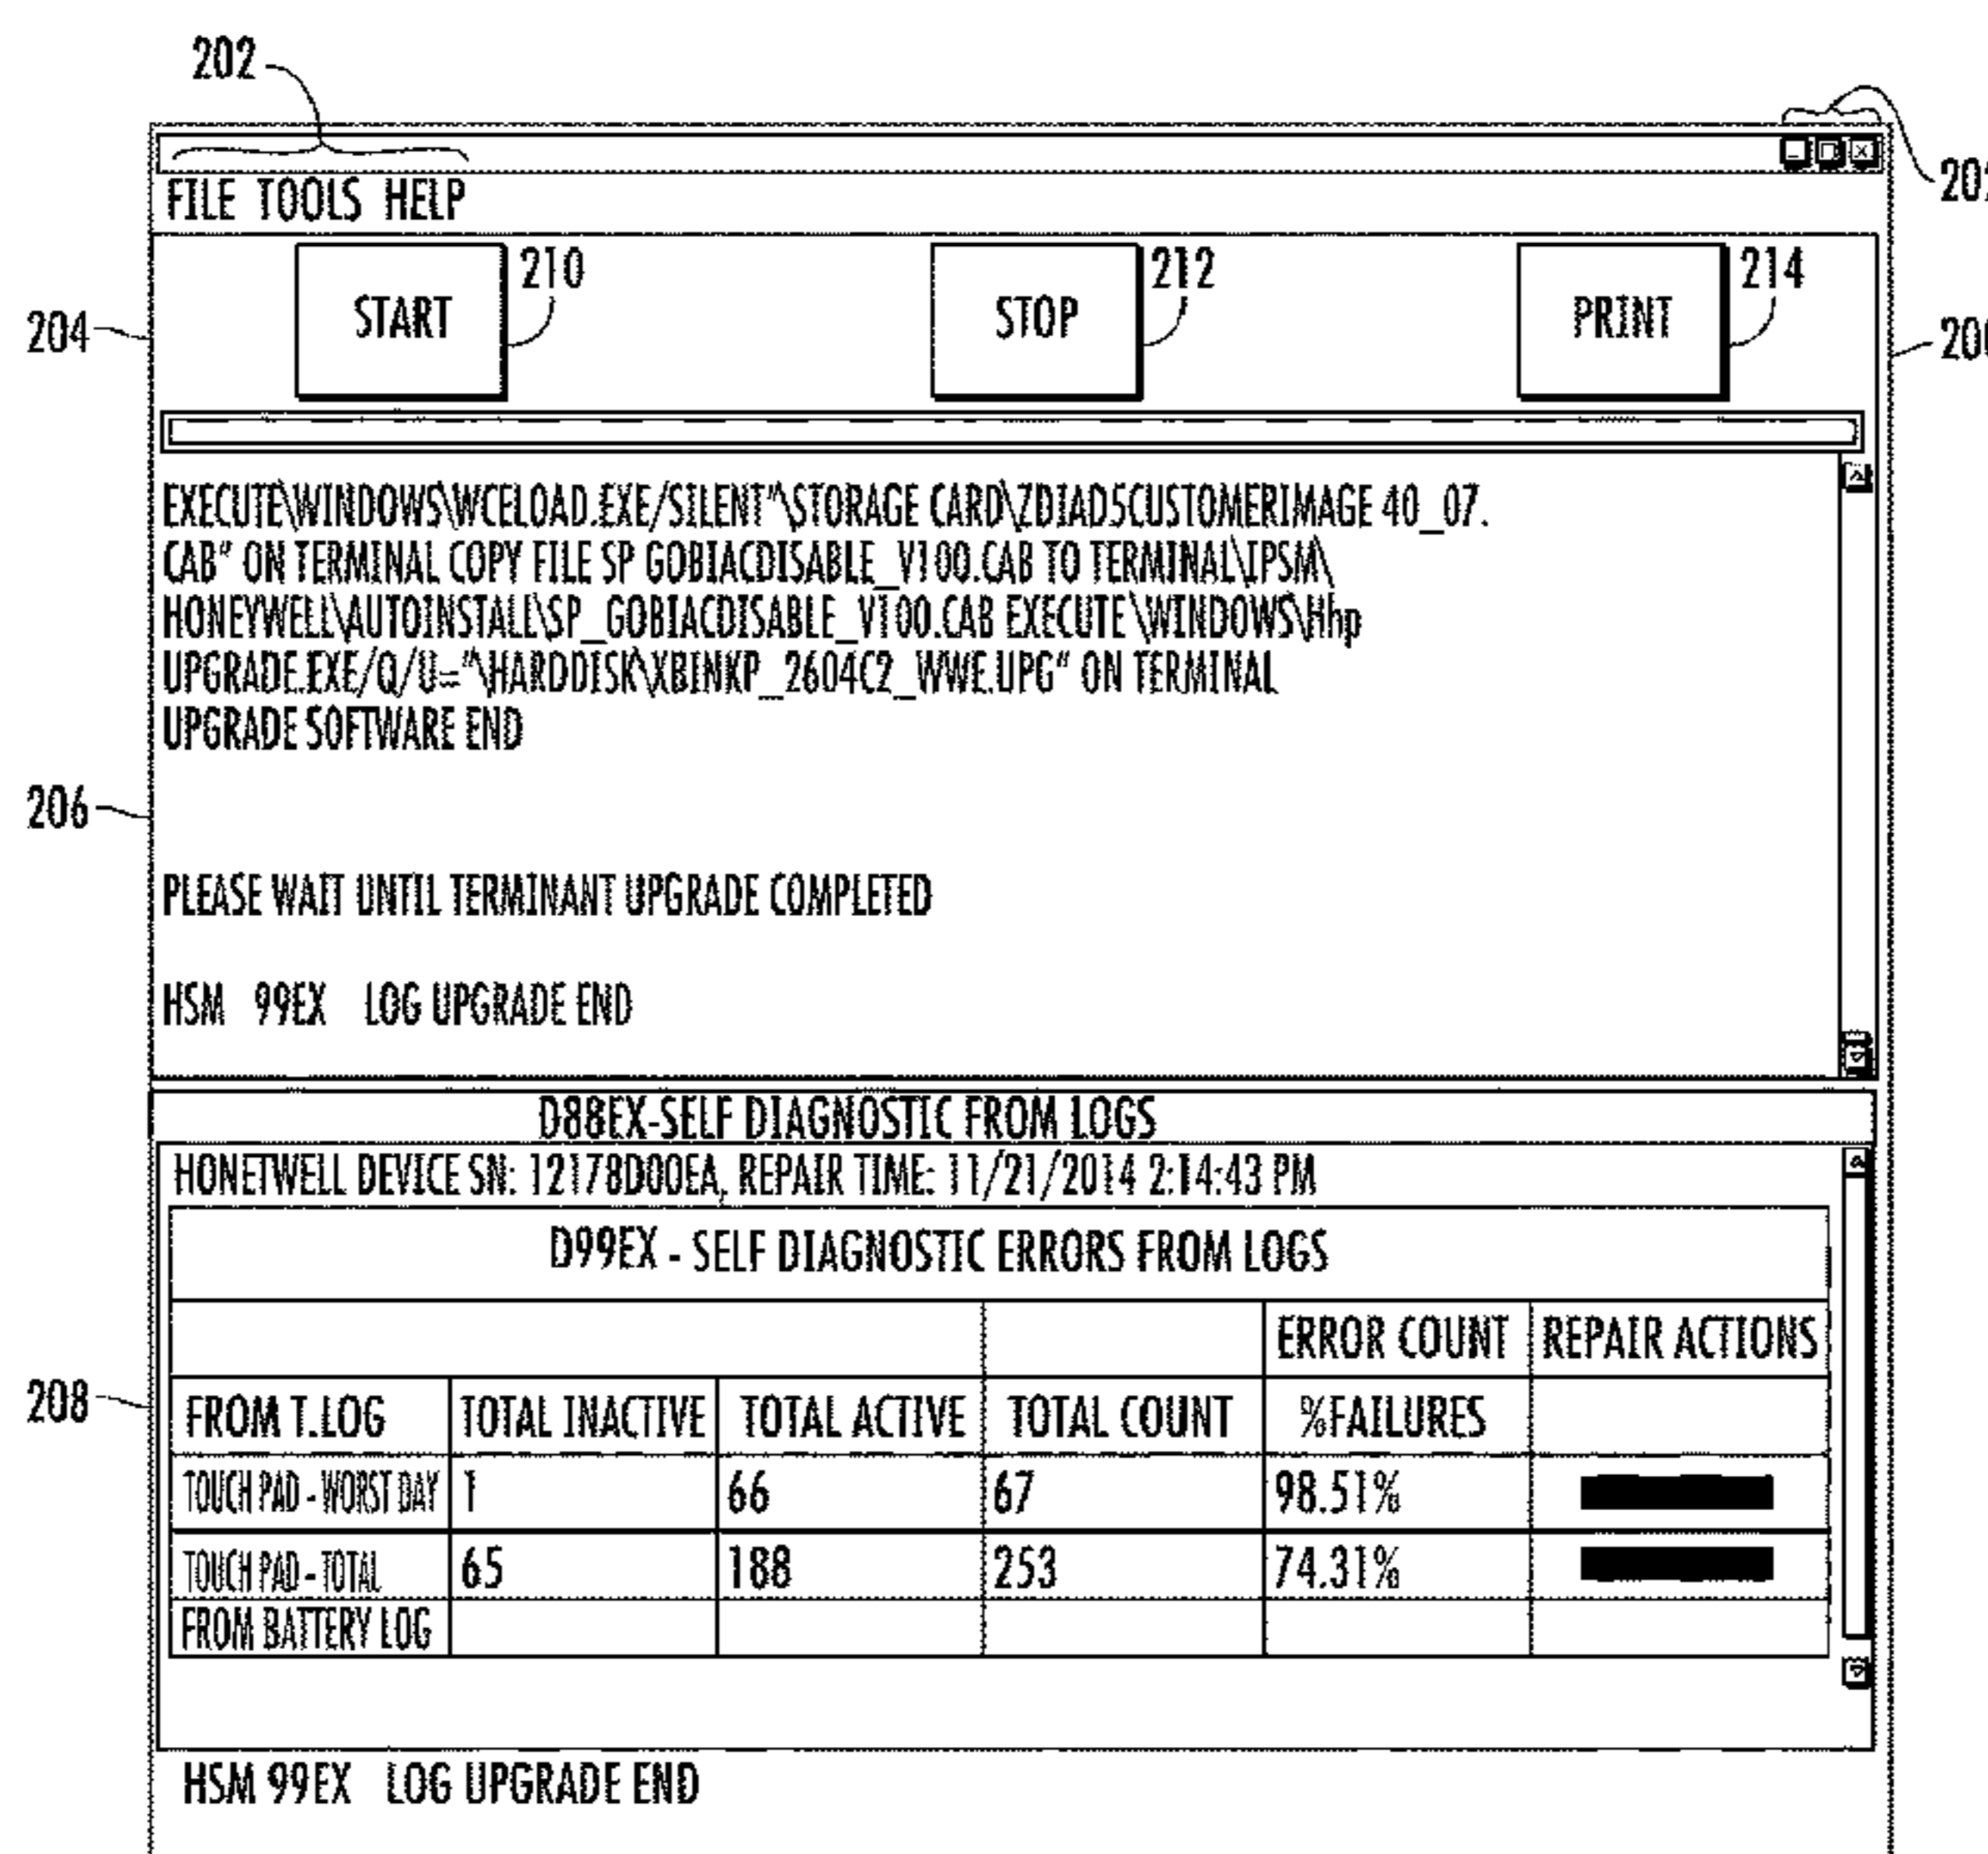 202
202
FILE TOOLS HELP
START 210 STOP 212 PRINT 214
204
200
EXECUTE\WINDOWS\WCELOAD.EXE/SILENT"\STORAGE CARD\ZDIAD5CUSTOMERIMAGE 40_07.
CAB" ON TERMINAL COPY FILE SP GOBIACDISABLE_V100.CAB TO TERMINAL\IPSM\
HONEYWELL\AUTOINSTALL\SP_GOBIACDISABLE_V100.CAB EXECUTE\WINDOWS\Hhp
UPGRADE.EXE/Q/U="\HARDDISK\XBINKP_2604C2_WWE.UPG" ON TERMINAL
UPGRADE SOFTWARE END
206
PLEASE WAIT UNTIL TERMINANT UPGRADE COMPLETED
HSM 99EX LOG UPGRADE END
D88EX-SELF DIAGNOSTIC FROM LOGS
HONETWELL DEVICE SN: 12178D00EA, REPAIR TIME: 11/21/2014 2:14:43 PM
D99EX - SELF DIAGNOSTIC ERRORS FROM LOGS
ERROR COUNT REPAIR ACTIONS
208
FROM T.LOG TOTAL INACTIVE TOTAL ACTIVE TOTAL COUNT %FAILURES
TOUCH PAD - WORST DAY 1 66 67 98.51%
TOUCH PAD - TOTAL 65 188 253 74.31%
FROM BATTERY LOG
HSM 99EX LOG UPGRADE END